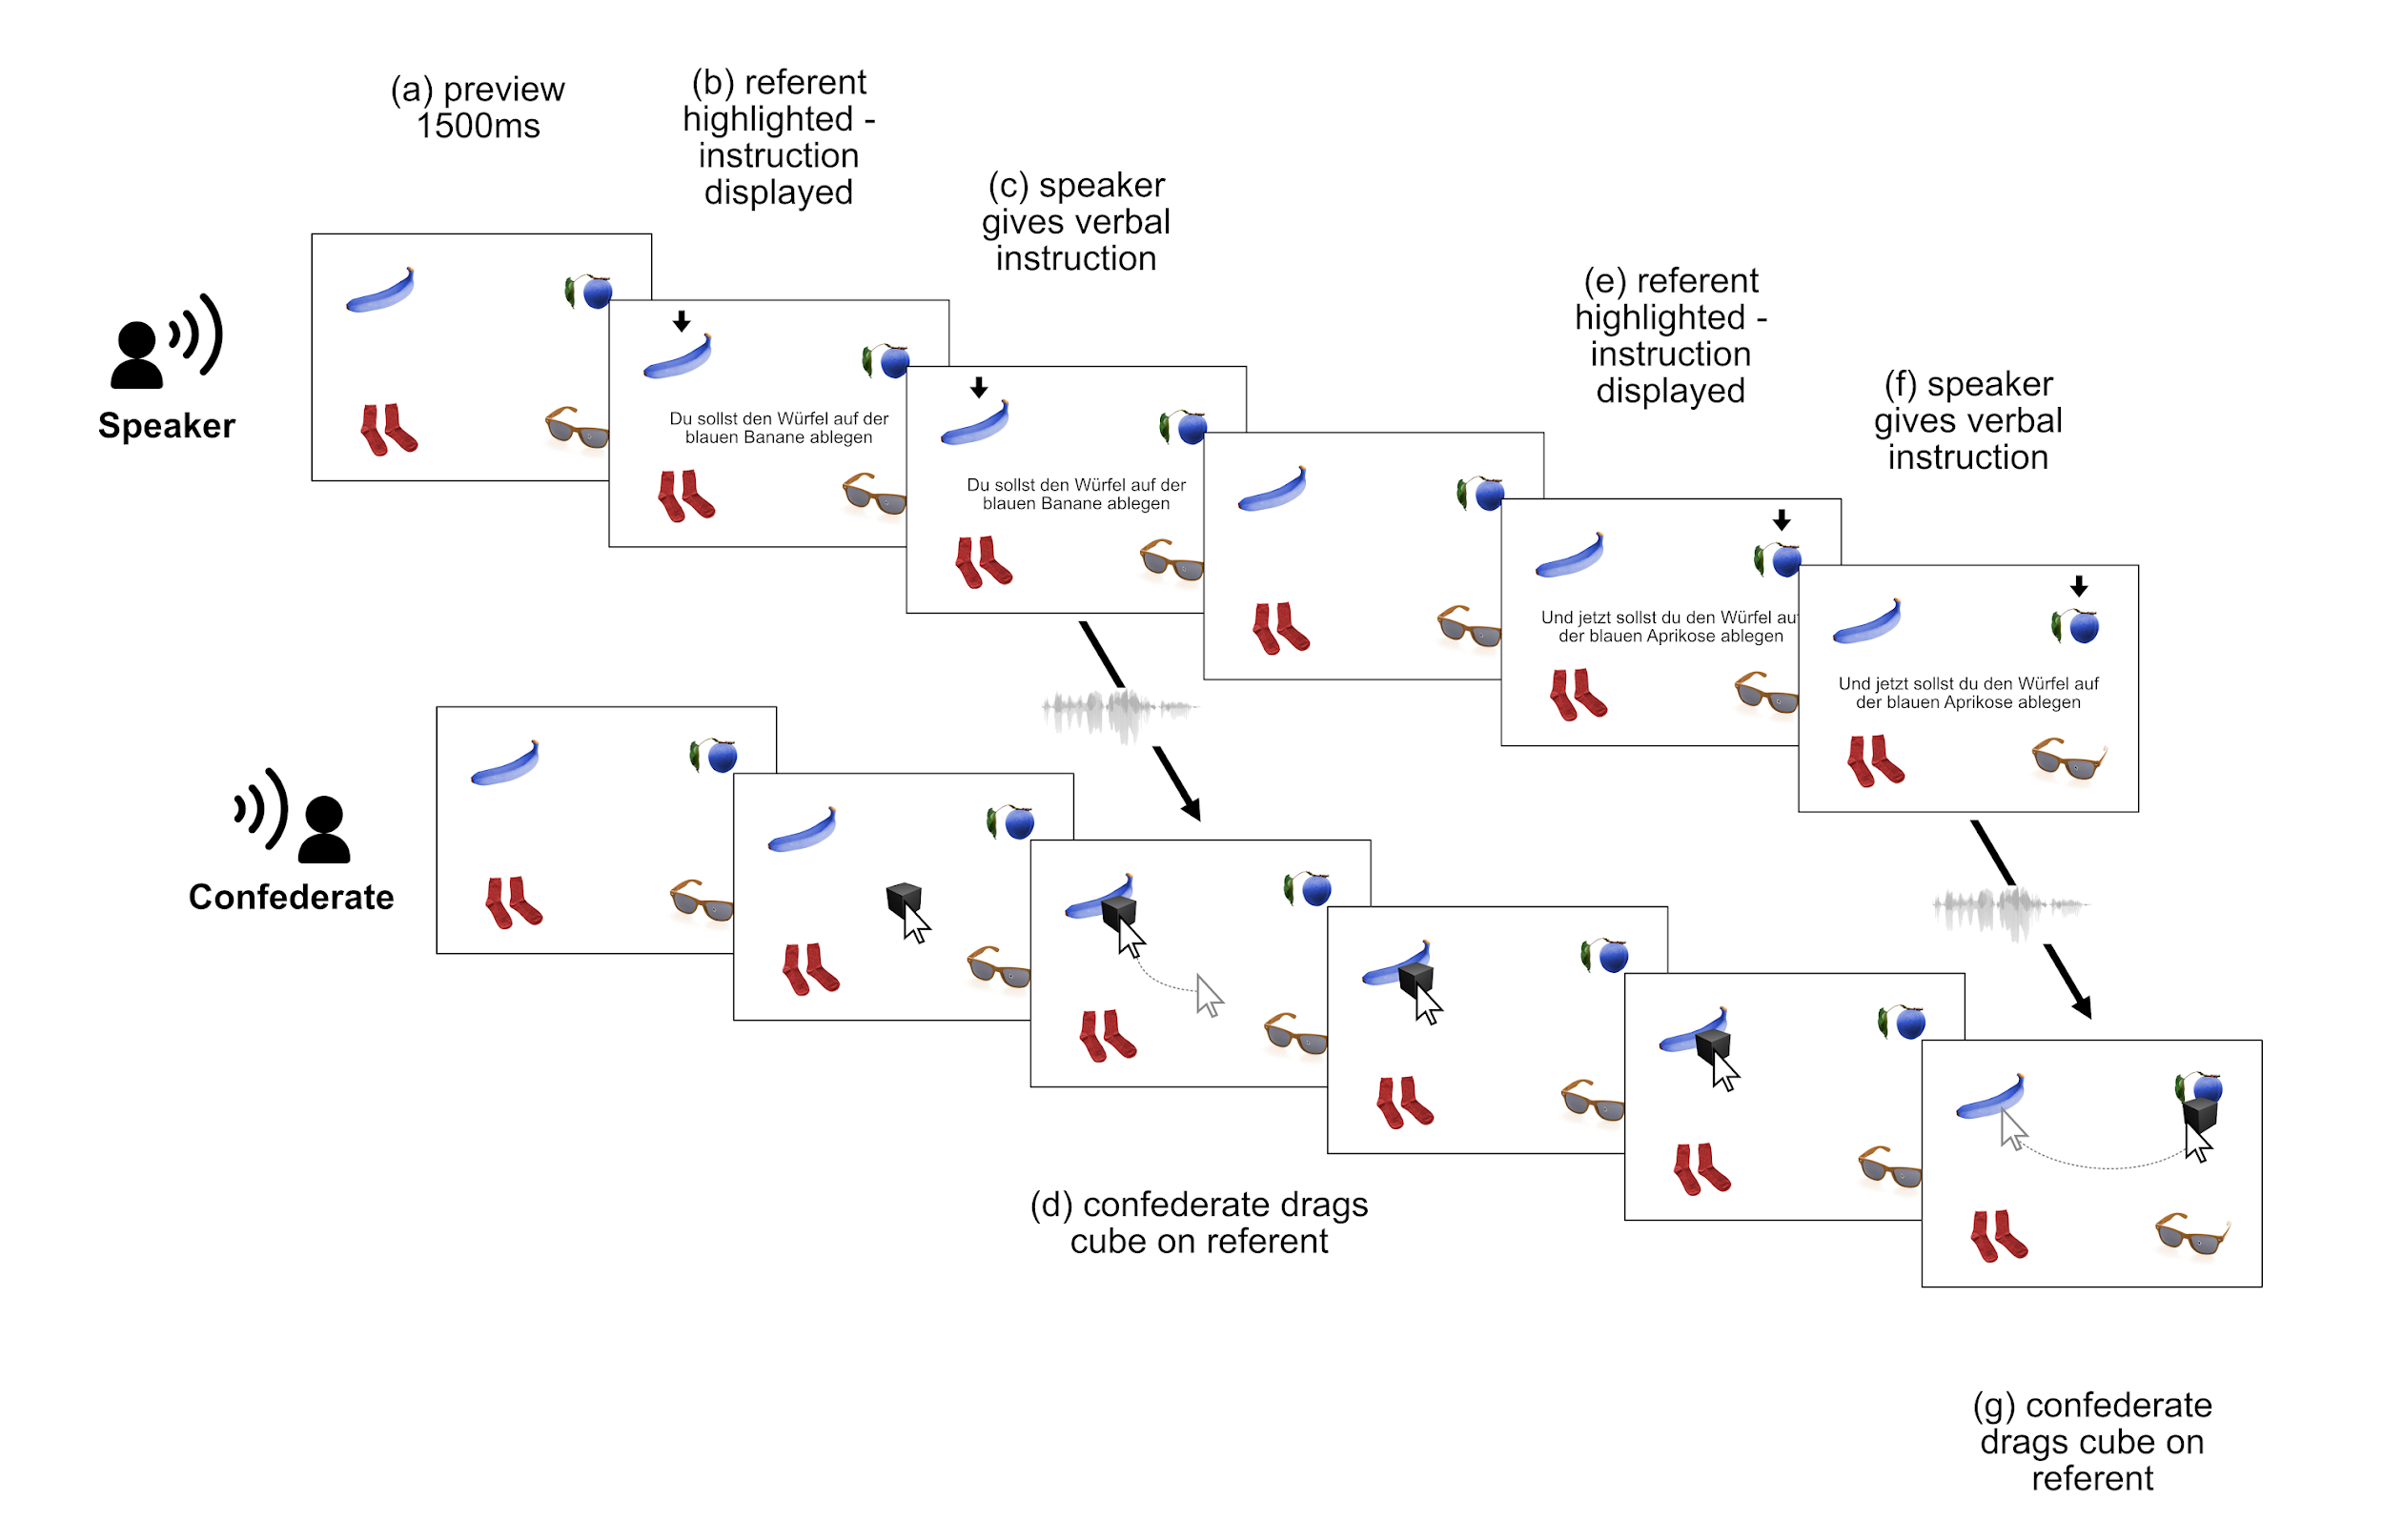 (a) preview
1500ms
(b) referent
highlighted -
instruction
displayed
(c) speaker
gives verbal
instruction
(e) referent
highlighted -
instruction
displayed
(f) speaker
gives verbal
instruction
Speaker
Du sollst den Würfel auf der
blauen Banane ablegen
Du sollst den Würfel auf der
blauen Banane ablegen
Und jetzt sollst du den Würfel auf
der blauen Aprikose ablegen
Und jetzt sollst du den Würfel auf
der blauen Aprikose ablegen
Confederate
(d) confederate drags
cube on referent
(g) confederate
drags cube on
referent